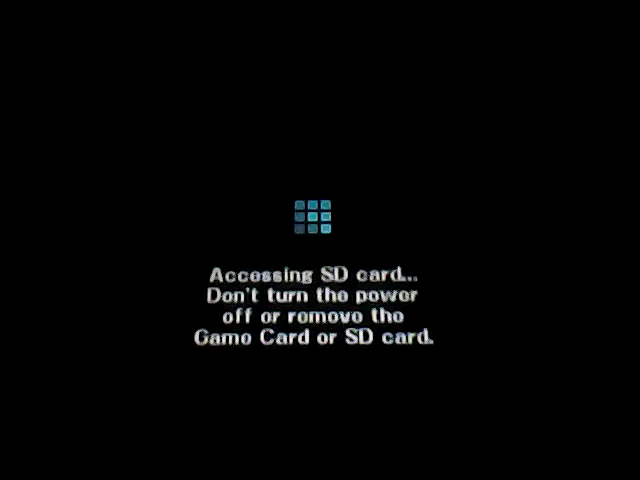 Accessing SD card...
Don't turn the power
off or remove the
Game Card or SD card.